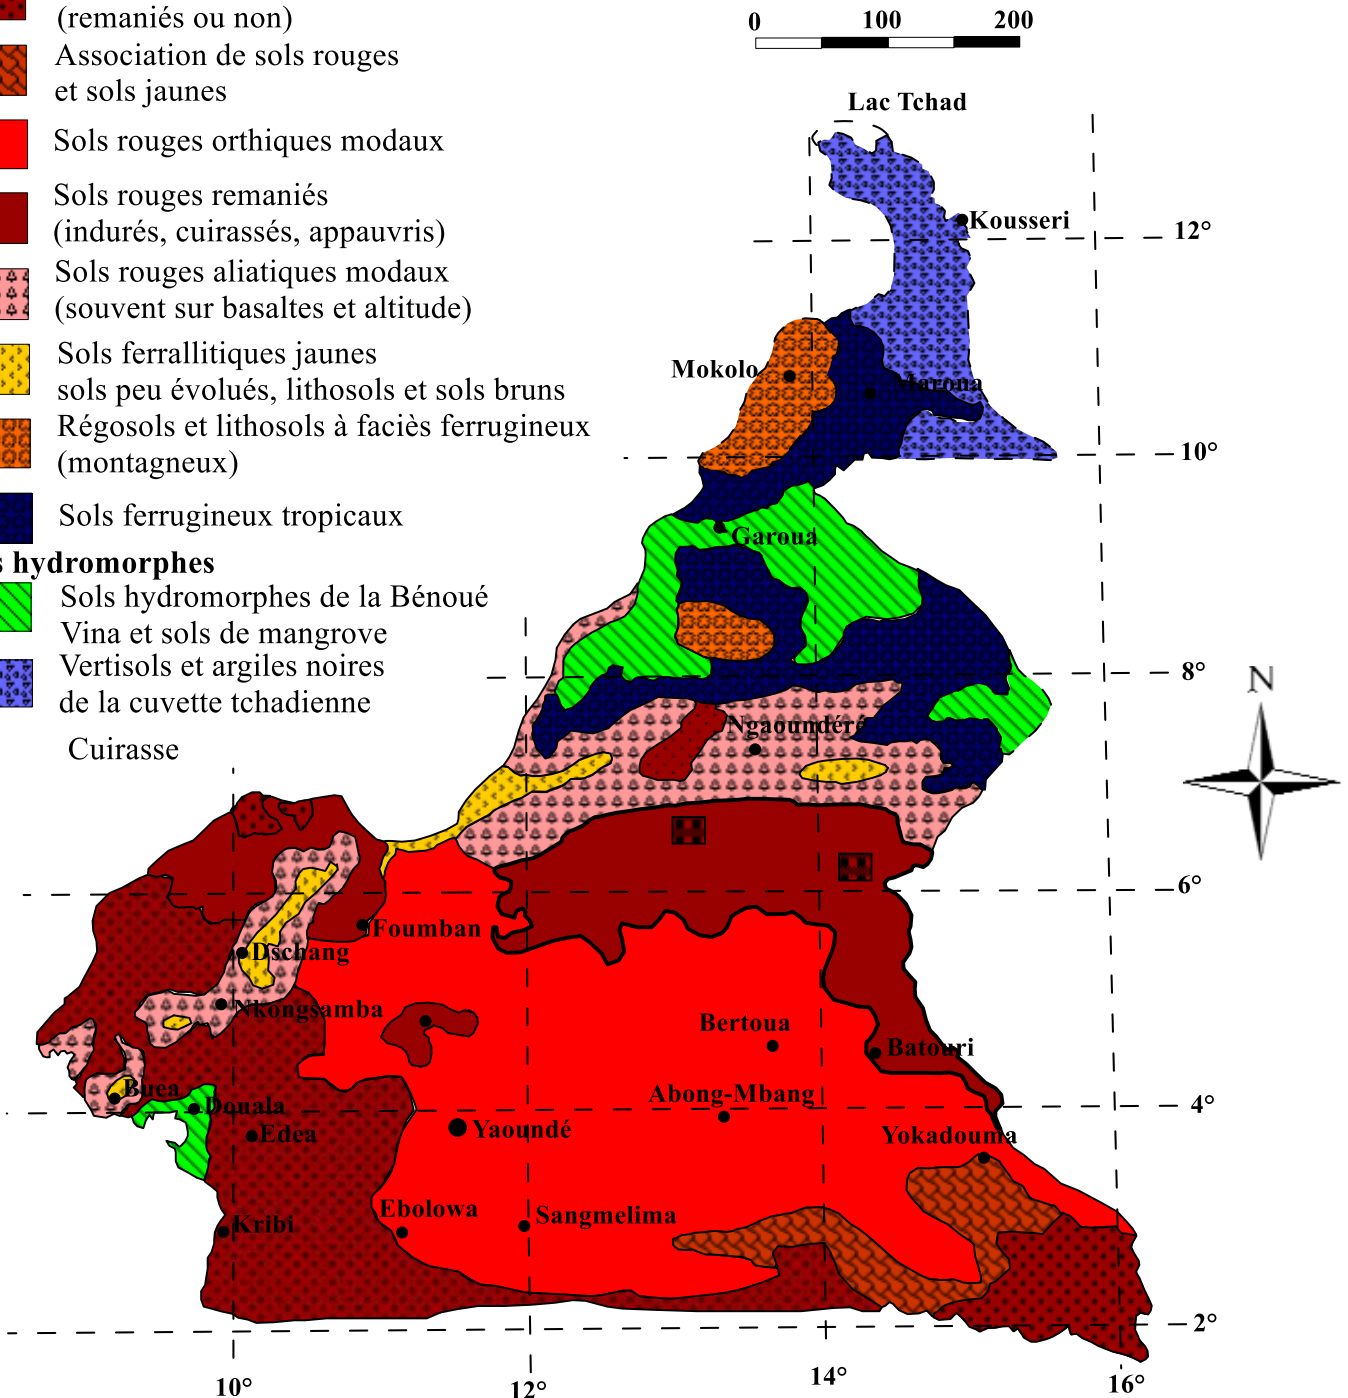 (remaniés ou non)
Association de sols rouges
et sols jaunes
Sols rouges orthiques modaux
Sols rouges remaniés
(indurés, cuirassés, appauvris)
Sols rouges aliatiques modaux
(souvent sur basaltes et altitude)
Sols ferrallitiques jaunes
sols peu évolués, lithosols et sols bruns
Régosols et lithosols à faciès ferrugineux
(montagneux)
Sols ferrugineux tropicaux
s hydromorphes
Sols hydromorphes de la Bénoué
Vina et sols de mangrove
Vertisols et argiles noires
de la cuvette tchadienne
Cuirasse
0 100 200
Lac Tchad
Kousseri
12°
Mokolo
Maroua
10°
Garoua
8°
N
Ngaoundéré
6°
Foumban
Dschang
Nkongsamba
Bertoua
Batouri
Buea
Douala
Abong-Mbang
4°
Edea
Yaoundé
Yokadouma
Ebolowa
Sangmelima
Kribi
2°
10°
12°
14°
16°